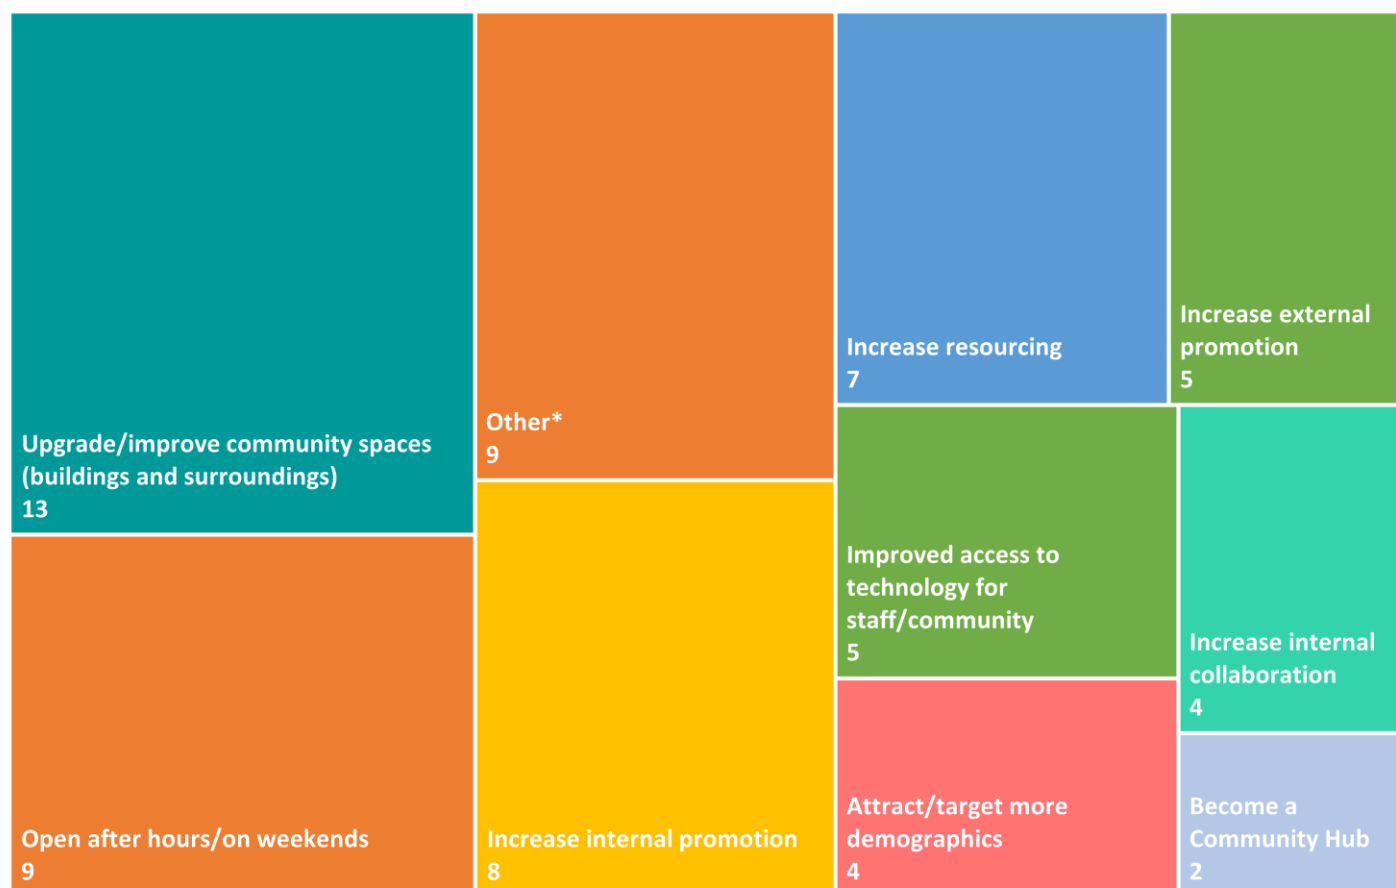 Upgrade/improve community spaces
(buildings and surroundings)
13
Open after hours/on weekends
9
Other*
9
Increase internal promotion
8
Increase resourcing
7
Increase external
promotion
5
Improved access to
technology for
staff/community
5
Increase internal
collaboration
4
Attract/target more
demographics
4
Become a
Community Hub
2